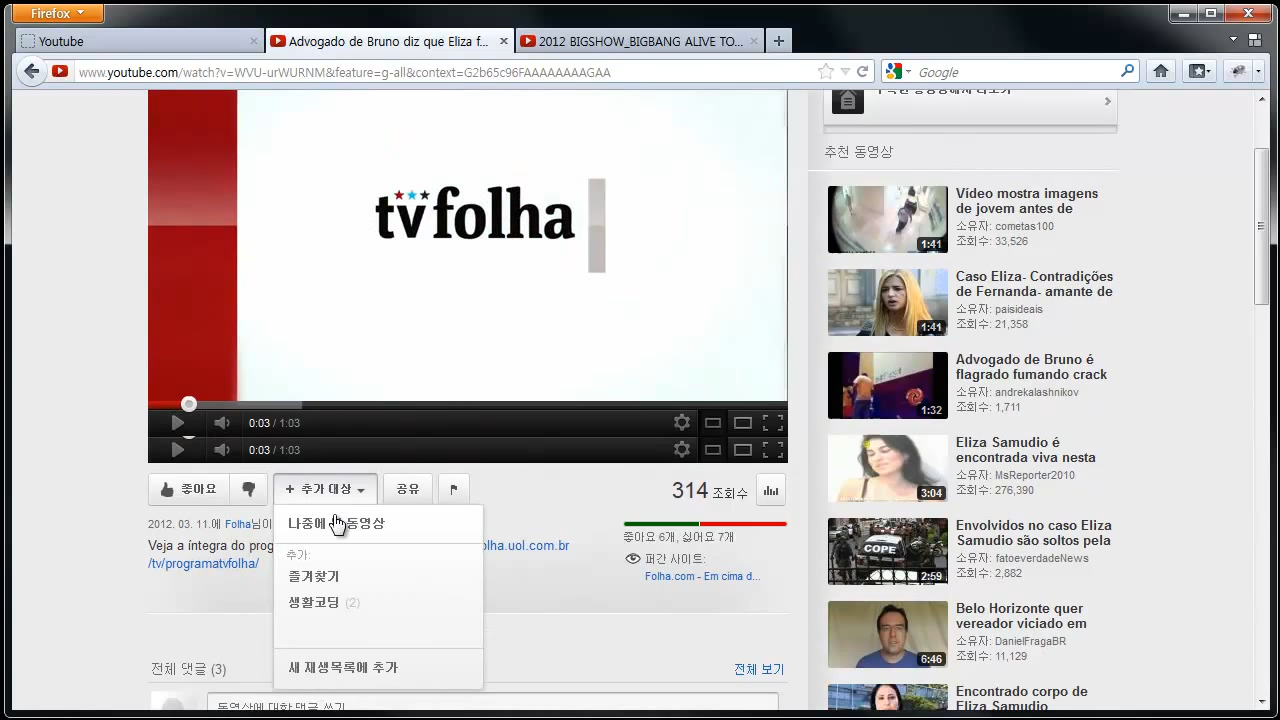 Firefox
Youtube
Advogado de Bruno diz que Eliza f...
2012 BIGSHOW_BIGBANG ALIVE TO...
www.youtube.com/watch?v=WVU-urWURNM&feature=g-all&context=G2b65c96FAAAAAAAAGAA
Google
tvfolha
0:03 / 1:03
0:03 / 1:03
좋아요
+ 추가 대상
공유
314 조회수
나중에 동영상
추가:
즐겨찾기
생활코딩 (2)
새 재생목록에 추가
2012. 03. 11.에 Folha님이
Veja a integra do prog
olha.uol.com.br
/tv/programatvfolha/
좋아요 6개, 싫어요 7개
퍼간 사이트:
Folha.com - Em cima d...
전체 댓글 (3)
전체 보기
동영상에 대한 댓글 쓰기
추천 동영상
Vídeo mostra imagens
de jovem antes de
소유자: cometas100
조회수: 33,526
1:41
Caso Eliza- Contradições
de Fernanda- amante de
소유자: paisideais
조회수: 21,358
1:41
Advogado de Bruno é
flagrado fumando crack
소유자: andrekalashnikov
조회수: 1,711
1:32
Eliza Samudio é
encontrada viva nesta
소유자: MsReporter2010
조회수: 276,390
3:04
Envolvidos no caso Eliza
Samudio são soltos pela
소유자: fatoeverdadeNews
조회수: 2,882
COPE
2:59
Belo Horizonte quer
vereador viciado em
소유자: DanielFragaBR
조회수: 11,129
6:46
Encontrado corpo de
Eliza Samudio